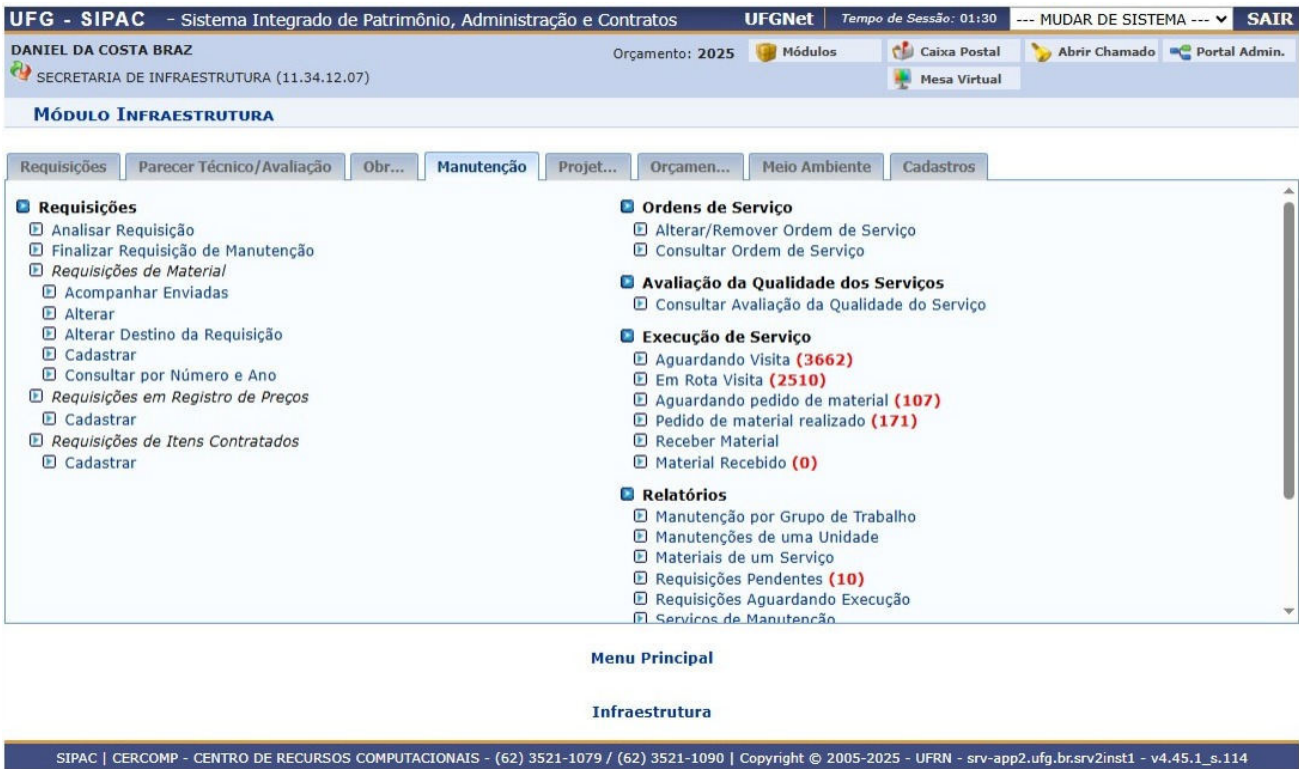 UFG - SIPAC - Sistema Integrado de Patrimônio, Administração e Contratos UFGNet Tempo de Sessão: 01:30 --- MUDAR DE SISTEMA --- SAIR
DANIEL DA COSTA BRAZ Orçamento: 2025 Módulos Caixa Postal Abrir Chamado Portal Admin.
SECRETARIA DE INFRAESTRUTURA (11.34.12.07) Mesa Virtual
MÓDULO INFRAESTRUTURA
Requisições Parecer Técnico/Avaliação Obr... Manutenção Projet... Orçamen... Meio Ambiente Cadastros
Requisições
Analisar Requisição
Finalizar Requisição de Manutenção
Requisições de Material
Acompanhar Enviadas
Alterar
Alterar Destino da Requisição
Cadastrar
Consultar por Número e Ano
Requisições em Registro de Preços
Cadastrar
Requisições de Itens Contratados
Cadastrar
Ordens de Serviço
Alterar/Remover Ordem de Serviço
Consultar Ordem de Serviço
Avaliação da Qualidade dos Serviços
Consultar Avaliação da Qualidade do Serviço
Execução de Serviço
Aguardando Visita (3662)
Em Rota Visita (2510)
Aguardando pedido de material (107)
Pedido de material realizado (171)
Receber Material
Material Recebido (0)
Relatórios
Manutenção por Grupo de Trabalho
Manutenções de uma Unidade
Materiais de um Serviço
Requisições Pendentes (10)
Requisições Aguardando Execução
Serviços de Manutenção
Menu Principal
Infraestrutura
SIPAC | CERCOMP - CENTRO DE RECURSOS COMPUTACIONAIS - (62) 3521-1079 / (62) 3521-1090 | Copyright © 2005-2025 - UFRN - srv-app2.ufg.br.srv2inst1 - v4.45.1_s.114